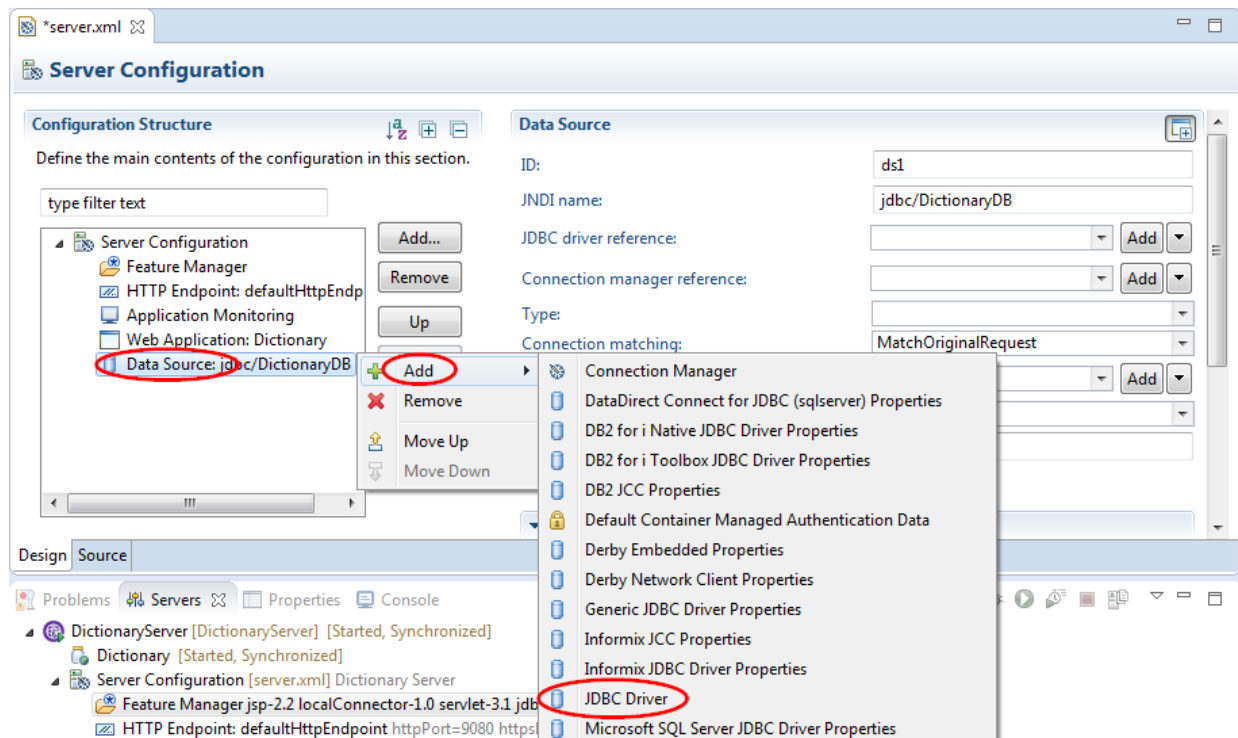 *server.xml
Server Configuration
Configuration Structure
Define the main contents of the configuration in this section.
type filter text
Server Configuration
Feature Manager
HTTP Endpoint: defaultHttpEndp
Application Monitoring
Web Application: Dictionary
Data Source: jdbc/DictionaryDB
Add...
Remove
Up
Data Source
ID: ds1
JNDI name: jdbc/DictionaryDB
JDBC driver reference: Add
Connection manager reference: Add
Type:
Connection matching: MatchOriginalRequest
Add
Add
Remove
Move Up
Move Down
Connection Manager
DataDirect Connect for JDBC (sqlserver) Properties
DB2 for i Native JDBC Driver Properties
DB2 for i Toolbox JDBC Driver Properties
DB2 JCC Properties
Default Container Managed Authentication Data
Derby Embedded Properties
Derby Network Client Properties
Generic JDBC Driver Properties
Informix JCC Properties
Informix JDBC Driver Properties
JDBC Driver
Microsoft SQL Server JDBC Driver Properties
Design Source
Problems Servers Properties Console
DictionaryServer [DictionaryServer] [Started, Synchronized]
Dictionary [Started, Synchronized]
Server Configuration [server.xml] Dictionary Server
Feature Manager jsp-2.2 localConnector-1.0 servlet-3.1 jdb
HTTP Endpoint: defaultHttpEndpoint httpPort=9080 https